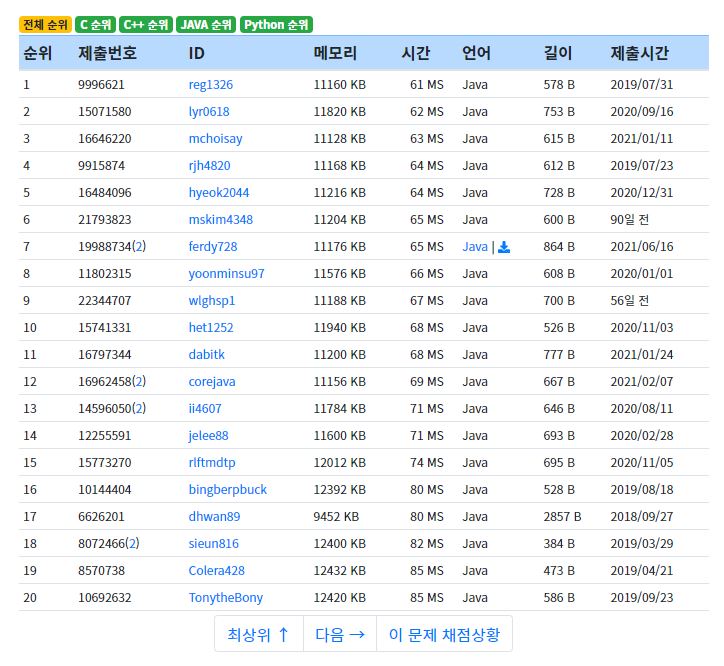 전체 순위 C 순위 C++ 순위 JAVA 순위 Python 순위
순위 제출번호 ID 메모리 시간 언어 길이 제출시간
1 9996621 reg1326 11160 KB 61 MS Java 578 B 2019/07/31
2 15071580 lyr0618 11820 KB 62 MS Java 753 B 2020/09/16
3 16646220 mchoisay 11128 KB 63 MS Java 615 B 2021/01/11
4 9915874 rjh4820 11168 KB 64 MS Java 612 B 2019/07/23
5 16484096 hyeok2044 11216 KB 64 MS Java 728 B 2020/12/31
6 21793823 mskim4348 11204 KB 65 MS Java 600 B 90일 전
7 19988734(2) ferdy728 11176 KB 65 MS Java | 864 B 2021/06/16
8 11802315 yoonminsu97 11576 KB 66 MS Java 608 B 2020/01/01
9 22344707 wlghsp1 11188 KB 67 MS Java 700 B 56일 전
10 15741331 het1252 11940 KB 68 MS Java 526 B 2020/11/03
11 16797344 dabitk 11200 KB 68 MS Java 777 B 2021/01/24
12 16962458(2) corejava 11156 KB 69 MS Java 667 B 2021/02/07
13 14596050(2) ii4607 11784 KB 71 MS Java 646 B 2020/08/11
14 12255591 jelee88 11600 KB 71 MS Java 693 B 2020/02/28
15 15773270 rlftmdtp 12012 KB 74 MS Java 695 B 2020/11/05
16 10144404 bingberpbuck 12392 KB 80 MS Java 528 B 2019/08/18
17 6626201 dhwan89 9452 KB 80 MS Java 2857 B 2018/09/27
18 8072466(2) sieun816 12400 KB 82 MS Java 384 B 2019/03/29
19 8570738 Colera428 12432 KB 85 MS Java 473 B 2019/04/21
20 10692632 TonytheBony 12420 KB 85 MS Java 586 B 2019/09/23
최상위 ↑ 다음 → 이 문제 채점상황